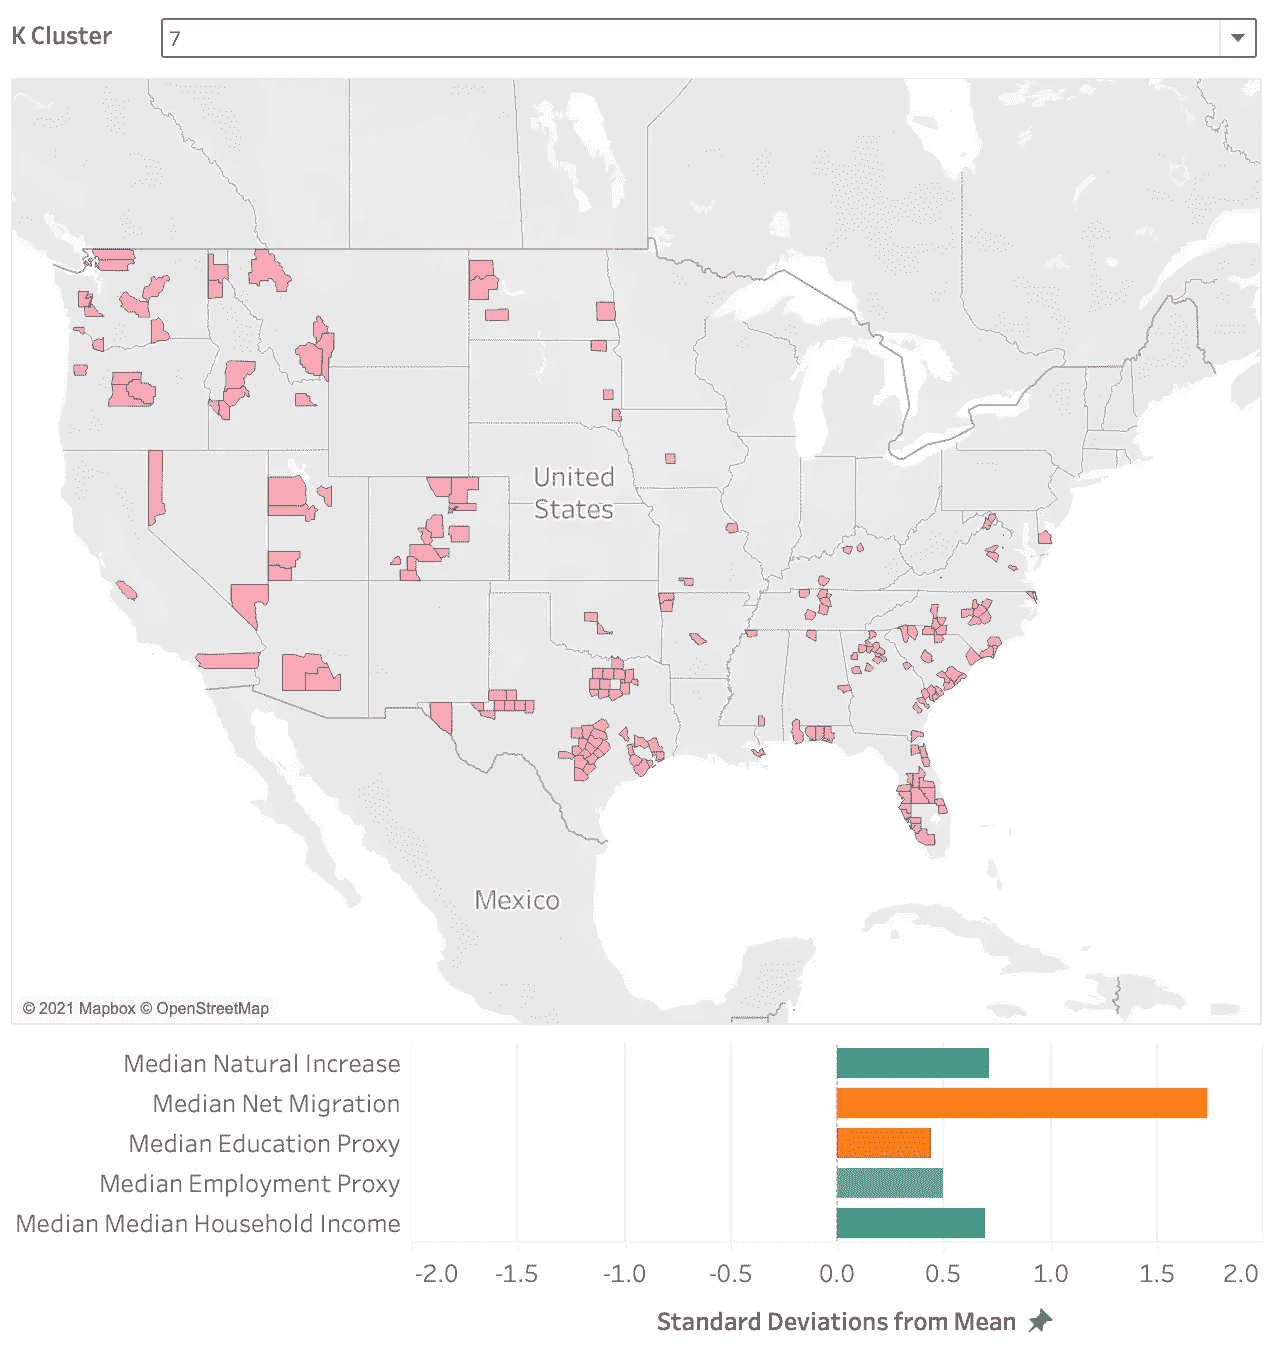 K Cluster
7
United
States
Mexico
© 2021 Mapbox © OpenStreetMap
Median Natural Increase
Median Net Migration
Median Education Proxy
Median Employment Proxy
Median Median Household Income
-2.0 -1.5 -1.0 -0.5 0.0 0.5 1.0 1.5 2.0
Standard Deviations from Mean